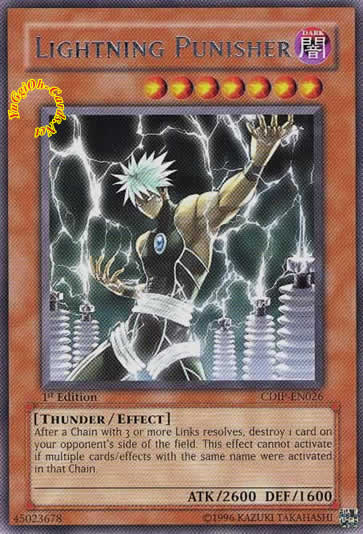 LIGHTNING PUNISHER
DARK
闇
YuGiOh-Cards.Net
1st Edition
CDIP-EN026
[THUNDER / EFFECT]
After a Chain with 3 or more Links resolves, destroy 1 card on
your opponent's side of the field. This effect cannot activate
if multiple cards/effects with the same name were activated
in that Chain.
ATK/2600 DEF/1600
45023678
©1996 KAZUKI TAKAHASHI